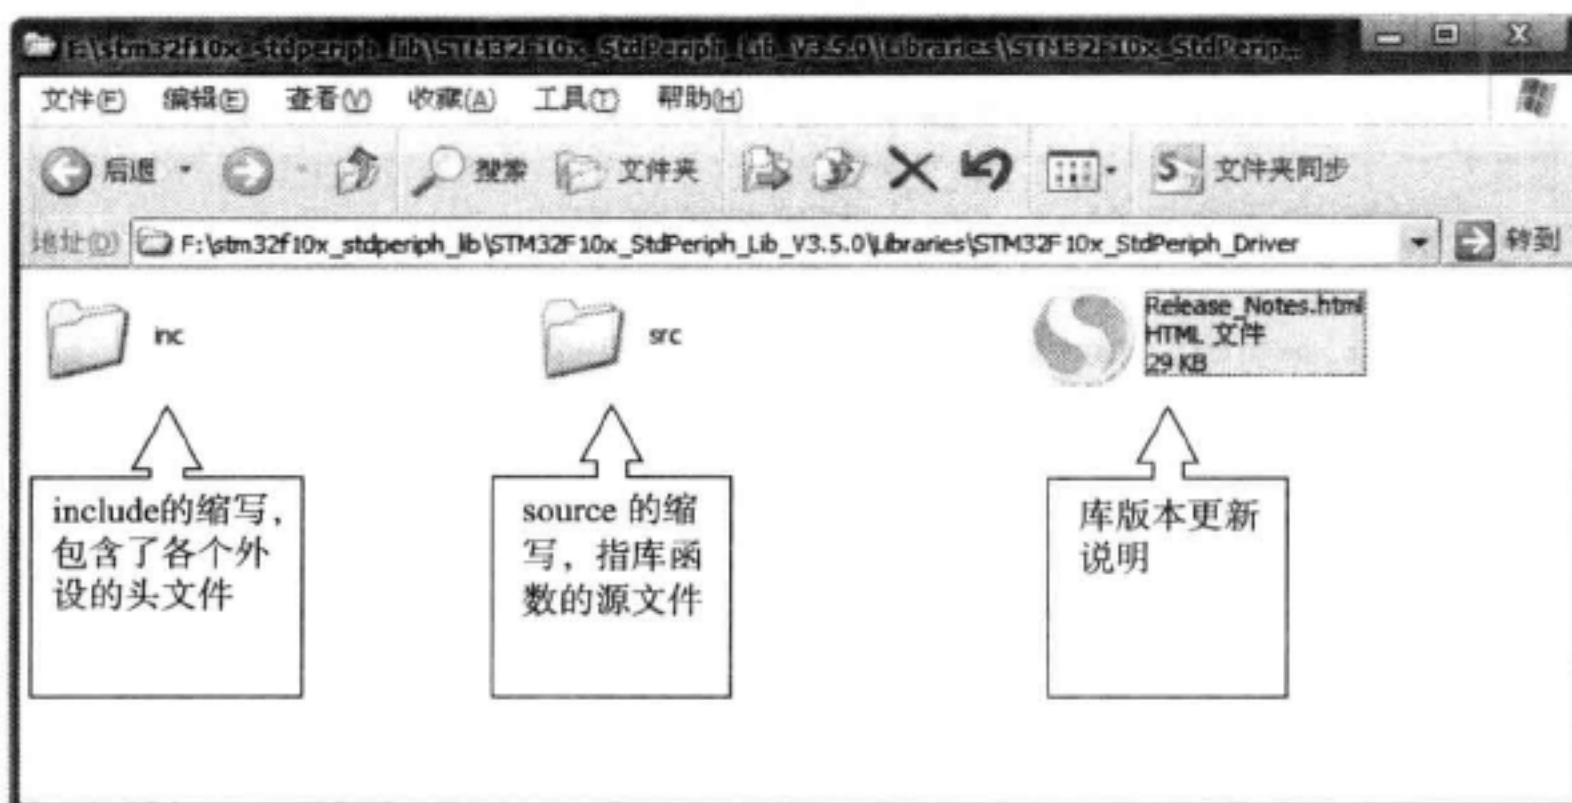 F:\stm32f10x_stdperiph_lib\STM32F10x_StdPeriph_Lib_V3.5.0\Libraries\STM32F10x_StdPerip...
文件(F) 编辑(E) 查看(V) 收藏(A) 工具(T) 帮助(H)
后退 搜索 文件夹 文件夹同步
地址(D) F:\stm32f10x_stdperiph_lib\STM32F10x_StdPeriph_Lib_V3.5.0\Libraries\STM32F10x_StdPeriph_Driver 转到
inc
src
Release_Notes.html
HTML 文件
29 KB
include的缩写,
包含了各个外
设的头文件
source 的缩
写，指库函
数的源文件
库版本更新
说明